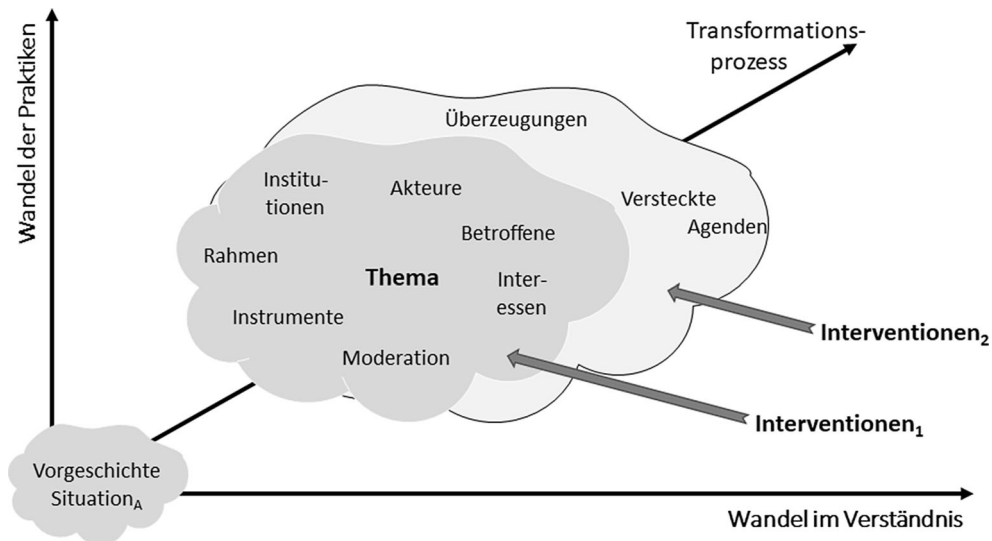 Wandel der Praktiken
Transformations-
prozess
Überzeugungen
Institu-
tionen
Akteure
Versteckte
Agenden
Betroffene
Rahmen
Thema
Inter-
essen
Instrumente
Moderation
Interventionen₂
Interventionen₁
Vorgeschichte
Situation_A
Wandel im Verständnis